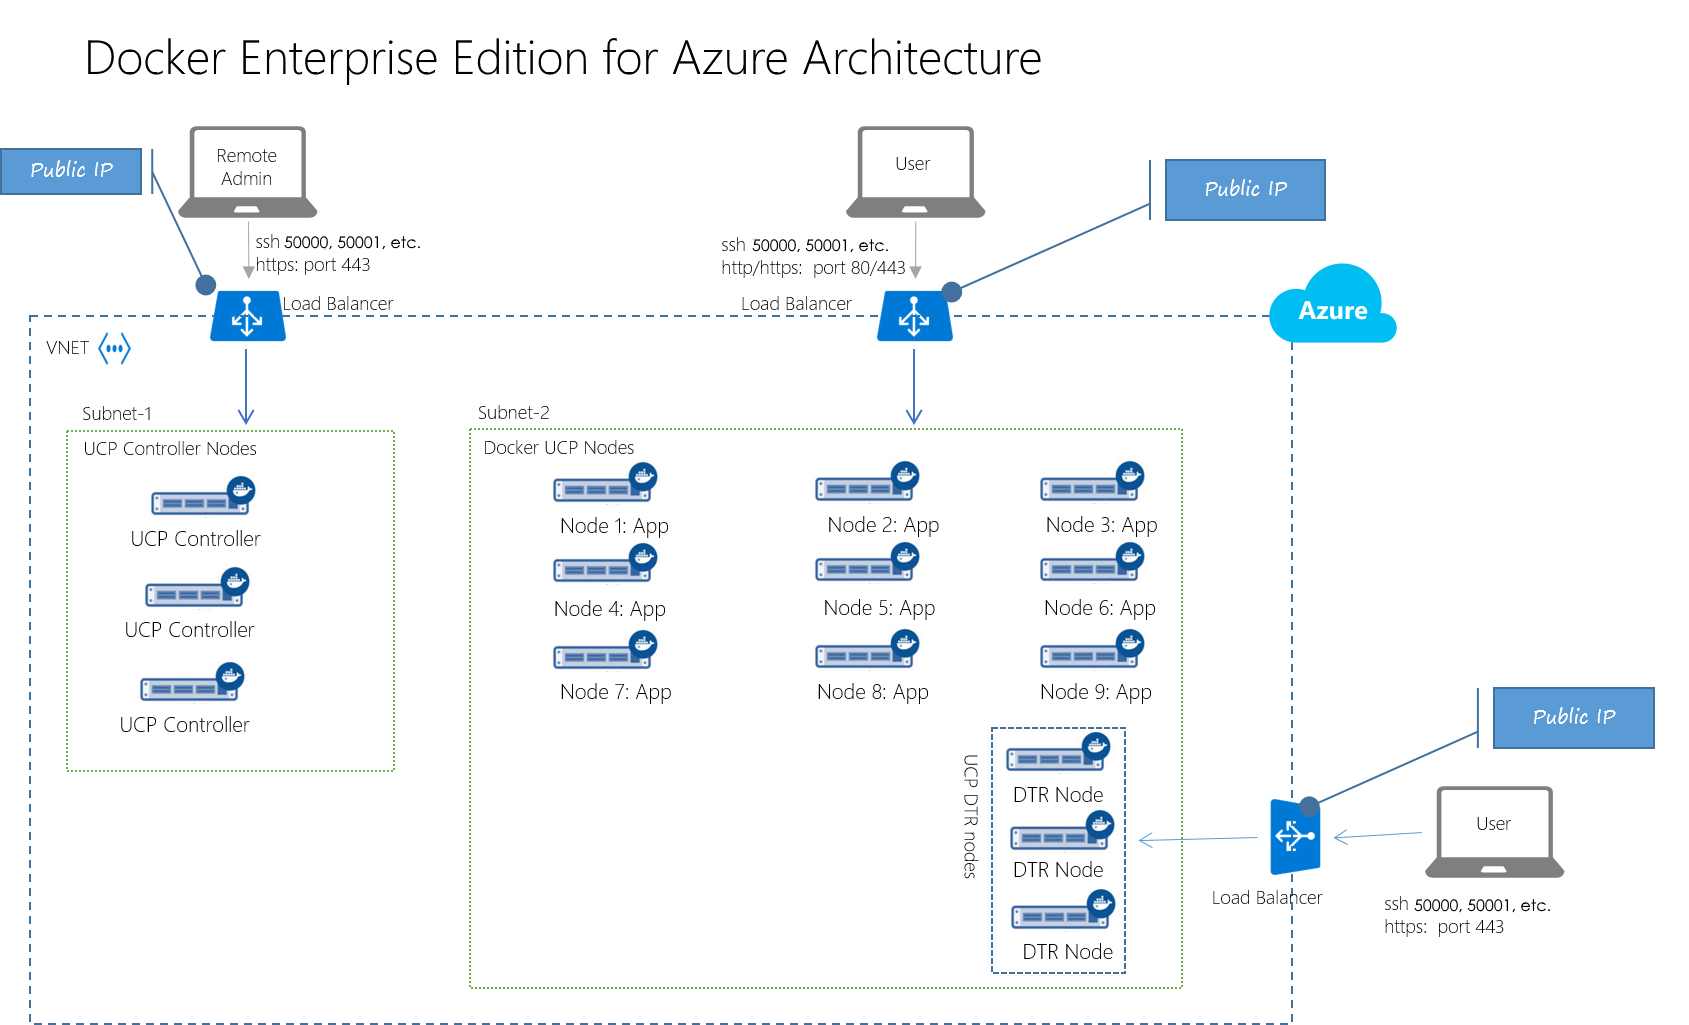 Docker Enterprise Edition for Azure Architecture
Public IP
Remote
Admin
ssh 50000, 50001, etc.
https: port 443
Load Balancer
User
Public IP
ssh 50000, 50001, etc.
http/https: port 80/443
Load Balancer
Azure
VNET
Subnet-1
UCP Controller Nodes
UCP Controller
UCP Controller
UCP Controller
Subnet-2
Docker UCP Nodes
Node 1: App
Node 2: App
Node 3: App
Node 4: App
Node 5: App
Node 6: App
Node 7: App
Node 8: App
Node 9: App
UCP DTR nodes
DTR Node
DTR Node
DTR Node
Public IP
User
Load Balancer
ssh 50000, 50001, etc.
https: port 443